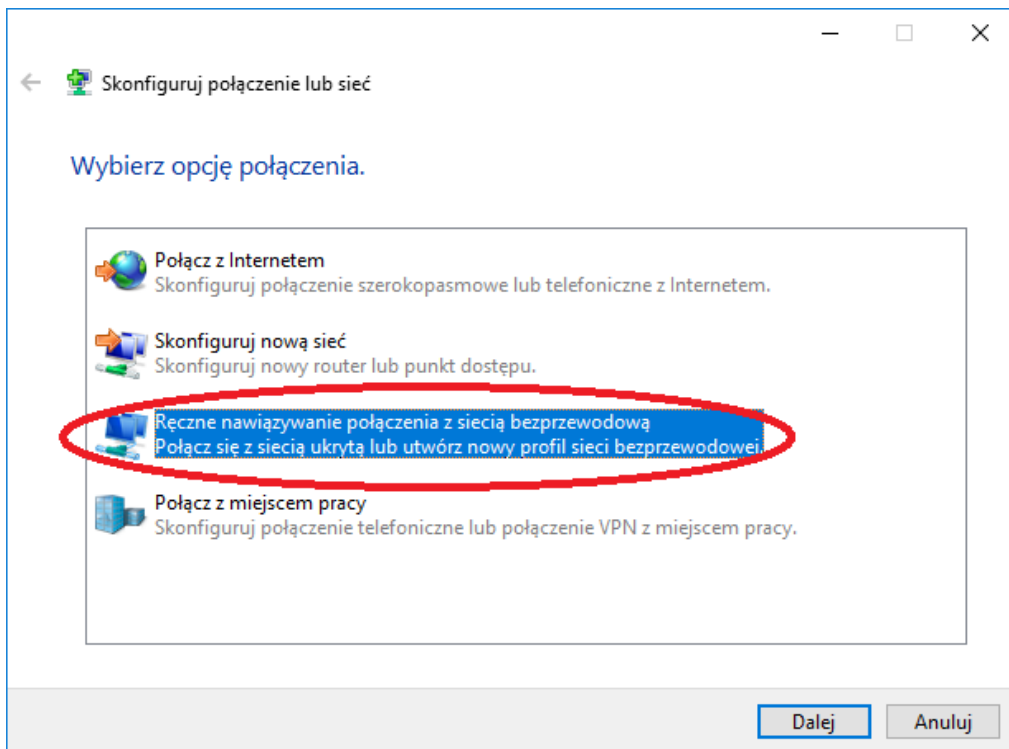 Skonfiguruj połączenie lub sieć
Wybierz opcję połączenia.
Połącz z Internetem
Skonfiguruj połączenie szerokopasmowe lub telefoniczne z Internetem.
Skonfiguruj nową sieć
Skonfiguruj nowy router lub punkt dostępu.
Ręczne nawiązywanie połączenia z siecią bezprzewodową
Połącz się z siecią ukrytą lub utwórz nowy profil sieci bezprzewodowej.
Połącz z miejscem pracy
Skonfiguruj połączenie telefoniczne lub połączenie VPN z miejscem pracy.
Dalej
Anuluj